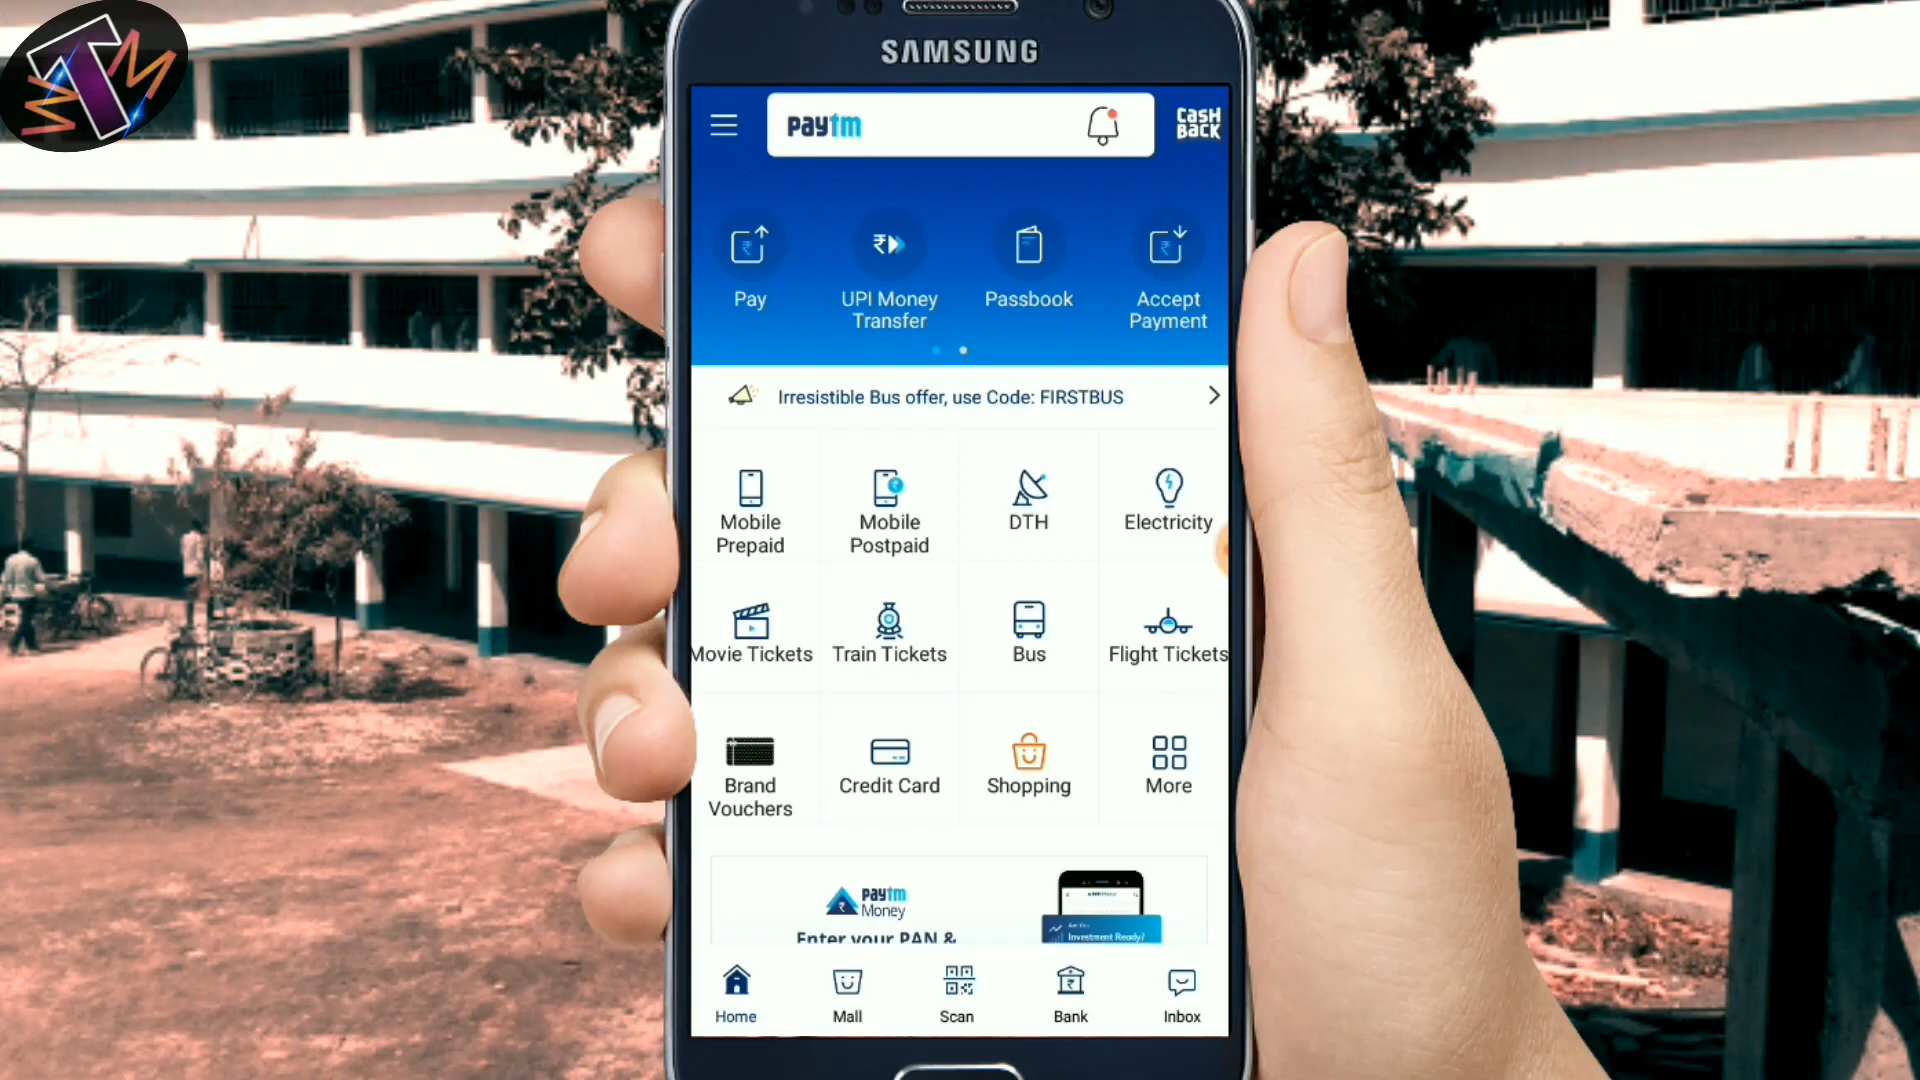 SAMSUNG
paytm
CASH
BACK
Pay
UPI Money
Transfer
Passbook
Accept
Payment
Irresistible Bus offer, use Code: FIRSTBUS
Mobile
Prepaid
Mobile
Postpaid
DTH
Electricity
Movie Tickets
Train Tickets
Bus
Flight Tickets
Brand
Vouchers
Credit Card
Shopping
More
paytm
Money
Enter your PAN &
Investment Ready?
Home
Mall
Scan
Bank
Inbox